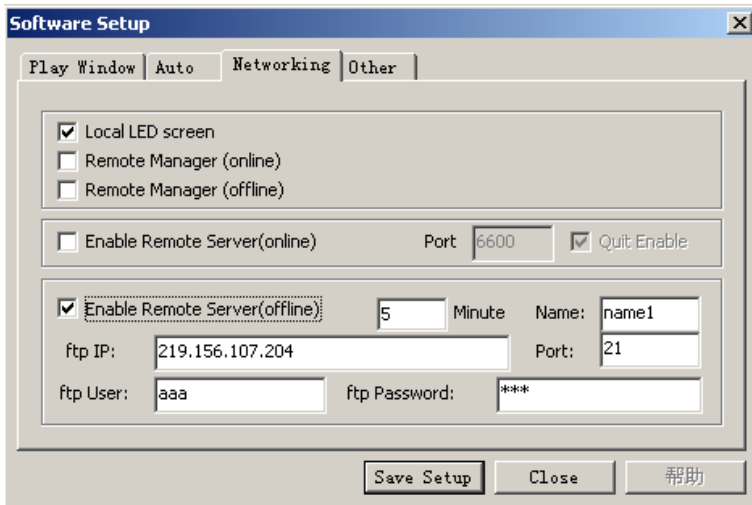 Software Setup
Play Window Auto Networking Other
Local LED screen
Remote Manager (online)
Remote Manager (offline)
Enable Remote Server(online) Port 6600 Quit Enable
Enable Remote Server(offline) 5 Minute Name: name1
ftp IP: 219.156.107.204 Port: 21
ftp User: aaa ftp Password: ***
Save Setup Close 帮助